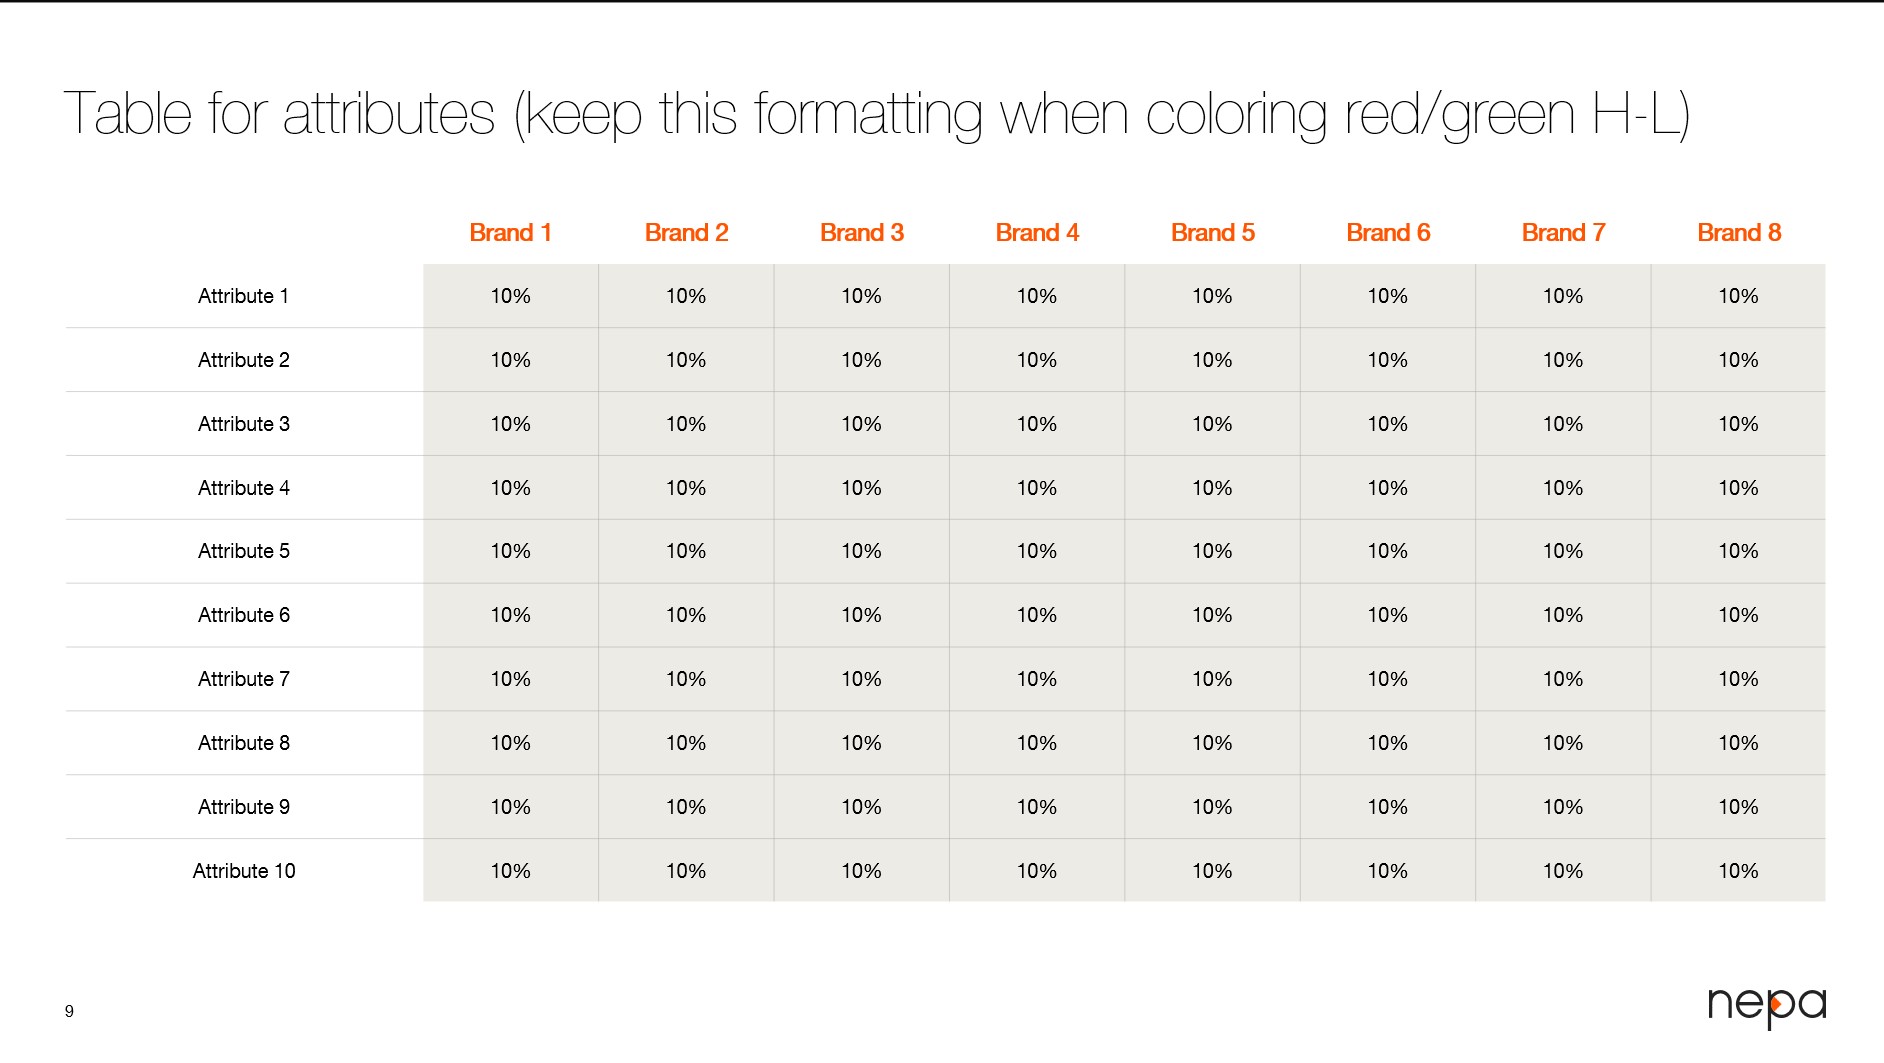 Table for attributes (keep this formatting when coloring red/green H-L)
Brand 1 Brand 2 Brand 3 Brand 4 Brand 5 Brand 6 Brand 7 Brand 8
Attribute 1 10% 10% 10% 10% 10% 10% 10% 10%
Attribute 2 10% 10% 10% 10% 10% 10% 10% 10%
Attribute 3 10% 10% 10% 10% 10% 10% 10% 10%
Attribute 4 10% 10% 10% 10% 10% 10% 10% 10%
Attribute 5 10% 10% 10% 10% 10% 10% 10% 10%
Attribute 6 10% 10% 10% 10% 10% 10% 10% 10%
Attribute 7 10% 10% 10% 10% 10% 10% 10% 10%
Attribute 8 10% 10% 10% 10% 10% 10% 10% 10%
Attribute 9 10% 10% 10% 10% 10% 10% 10% 10%
Attribute 10 10% 10% 10% 10% 10% 10% 10% 10%
9
nepa